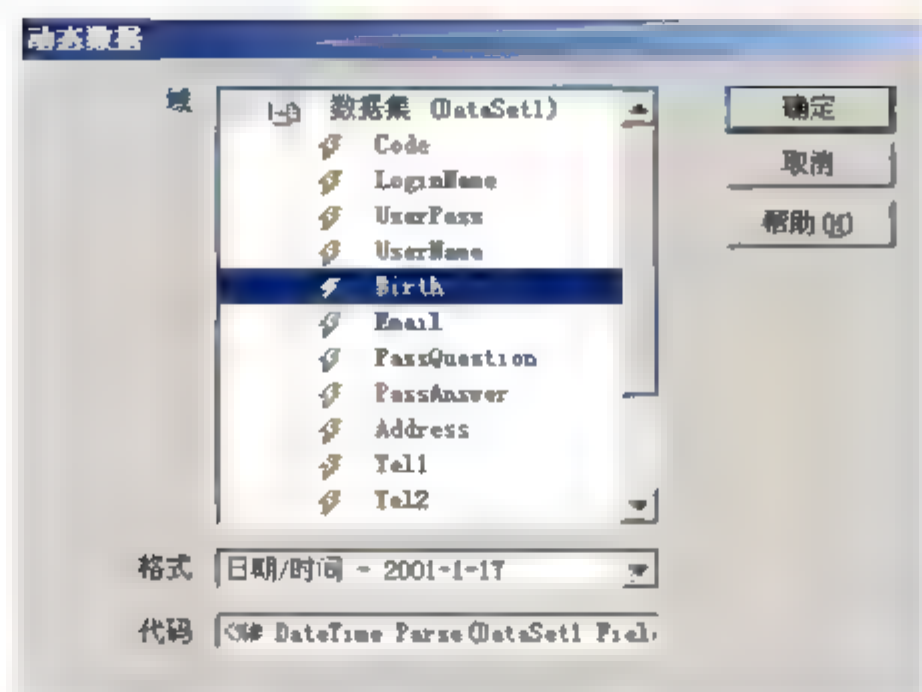 动态数据
域
数据集 (DataSet1)
Code
LoginName
UserPass
UserName
Birth
Email
PassQuestion
PassAnswer
Address
Tel1
Tel2
确定
取消
帮助(H)
格式
日期/时间 - 2001-1-17
代码
<%# DateTime Parse(DataSet1 Fiel